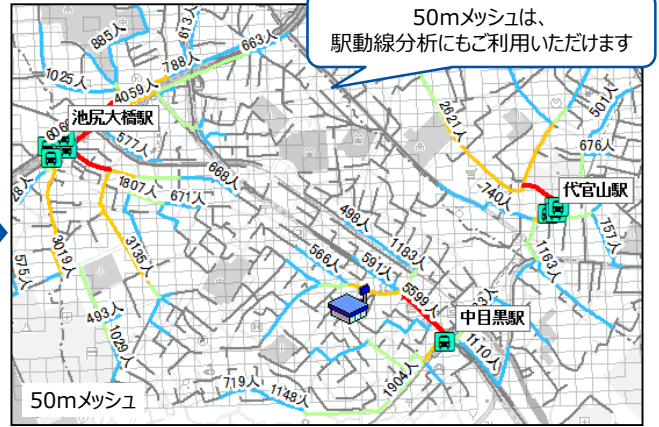 50mメッシュは、
駅動線分析にもご利用いただけます
885人
613人
663人
788人
1025人
4059人
池尻大橋駅
577人
668人
1807人
671人
3019人
3135人
575人
493人
1029人
2621人
501人
676人
代官山駅
740人
757人
1163人
498人
1183人
566人
591人
5599人
中目黒駅
1110人
1904人
719人
1148人
50mメッシュ